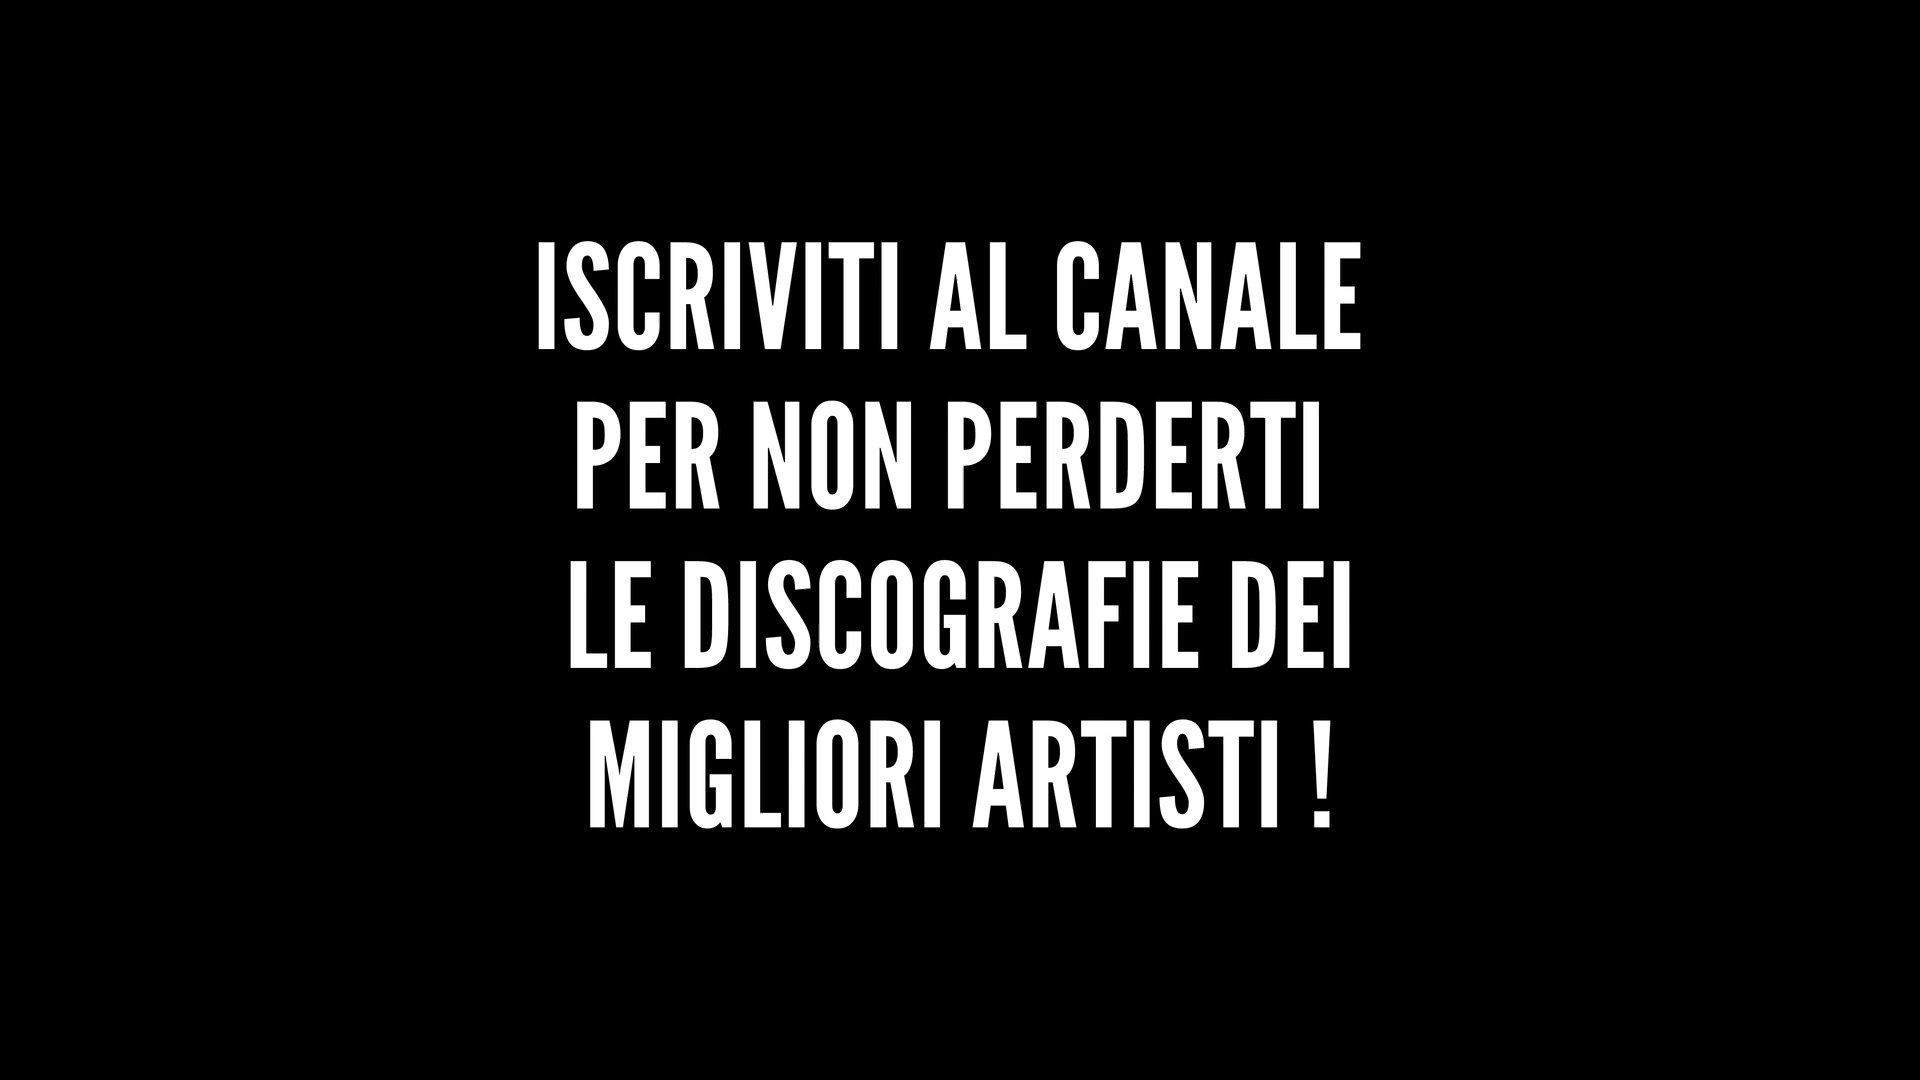 ISCRIVITI AL CANALE
PER NON PERDERTI
LE DISCOGRAFIE DEI
MIGLIORI ARTISTI !